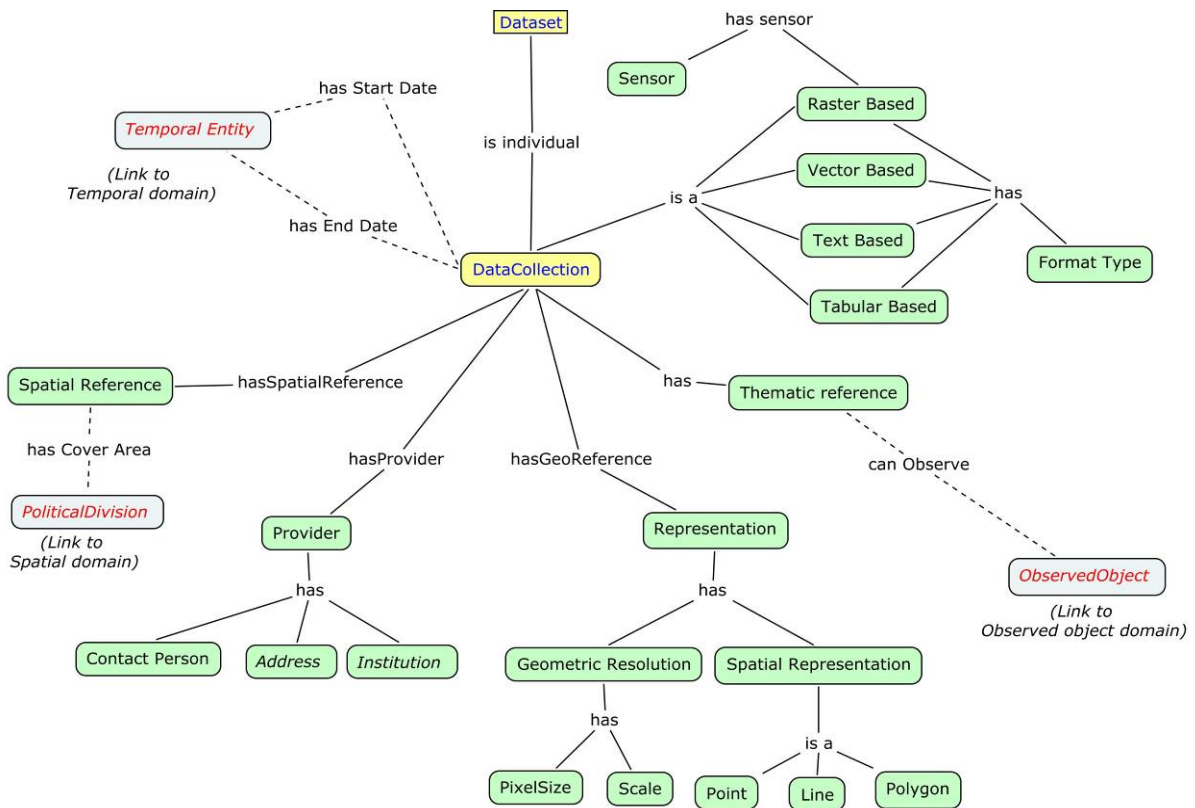 Dataset
has sensor
Sensor
has Start Date
Raster Based
Temporal Entity
is individual
(Link to
Temporal domain)
Vector Based
is a
has
has End Date
Text Based
Format Type
DataCollection
Tabular Based
Spatial Reference
hasSpatialReference
has
Thematic reference
has Cover Area
hasProvider
hasGeoReference
can Observe
PoliticalDivision
(Link to
Spatial domain)
Provider
Representation
ObservedObject
(Link to
Observed object domain)
has
has
Contact Person
Address
Institution
Geometric Resolution
Spatial Representation
has
is a
PixelSize
Scale
Point
Line
Polygon